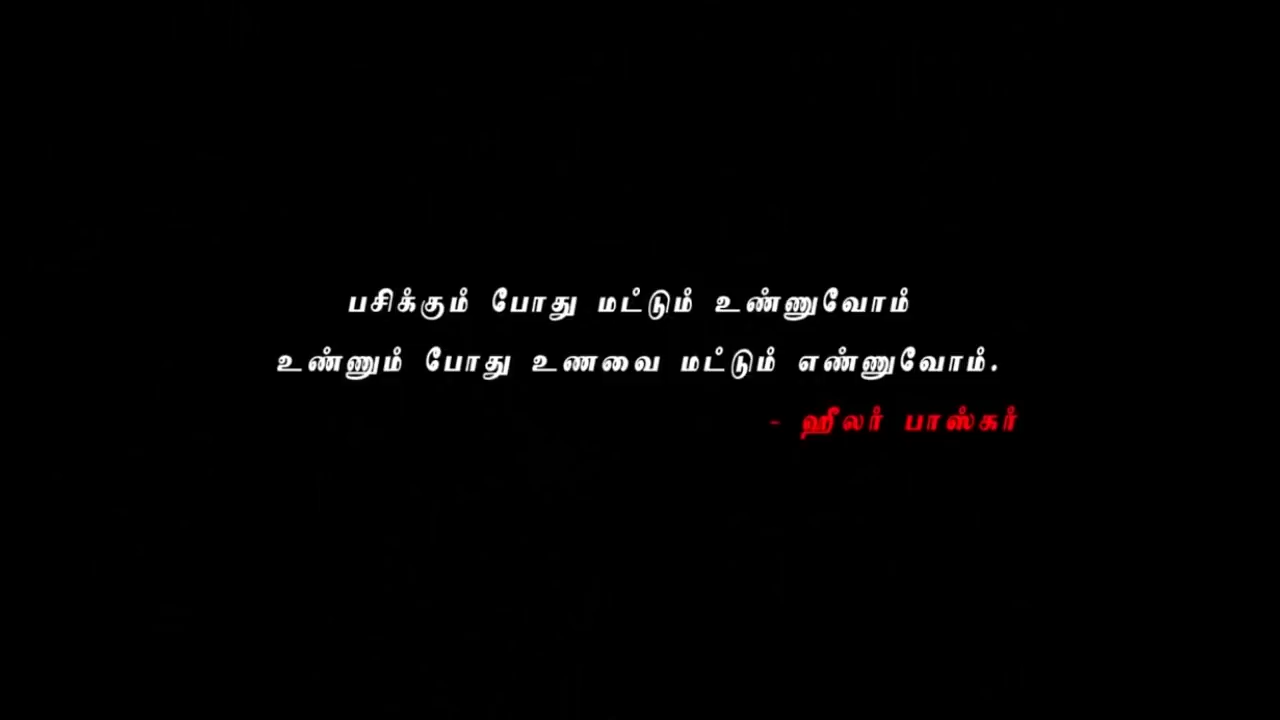 பசிக்கும் போது மட்டும் உண்ணுவோம்
உண்ணும் போது உணவை மட்டும் எண்ணுவோம்.
- ஹீலர் பாஸ்கர்